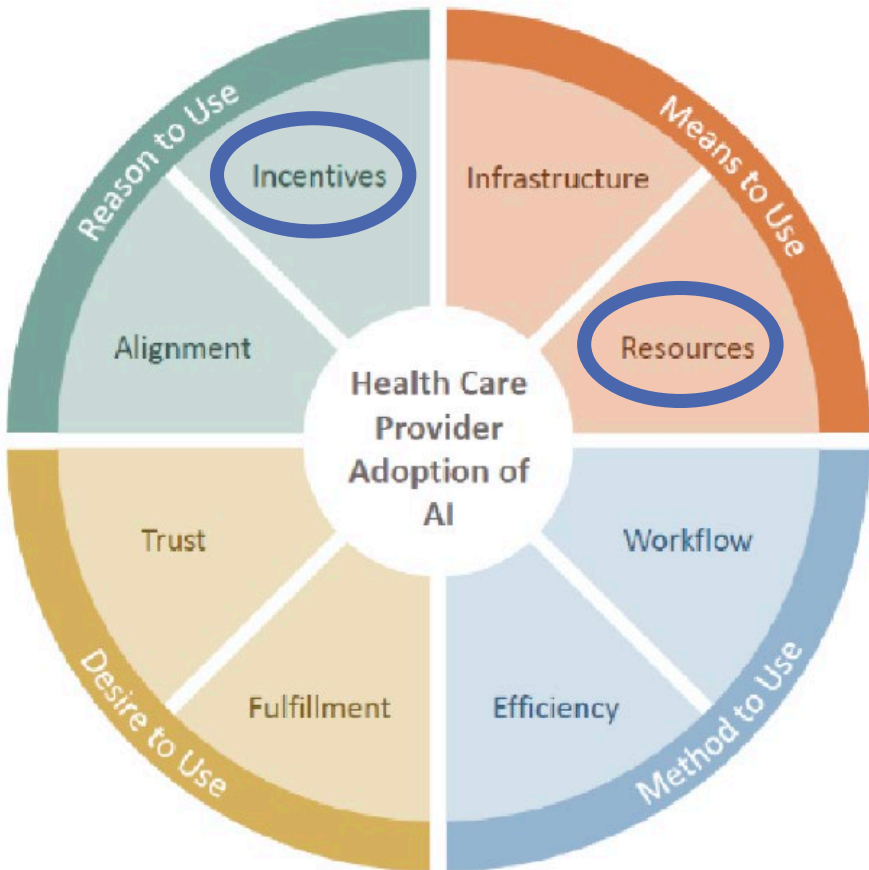 Reason to Use
Means to Use
Incentives
Infrastructure
Alignment
Resources
Health Care
Provider
Adoption of
AI
Trust
Workflow
Fulfillment
Efficiency
Desire to Use
Method to Use